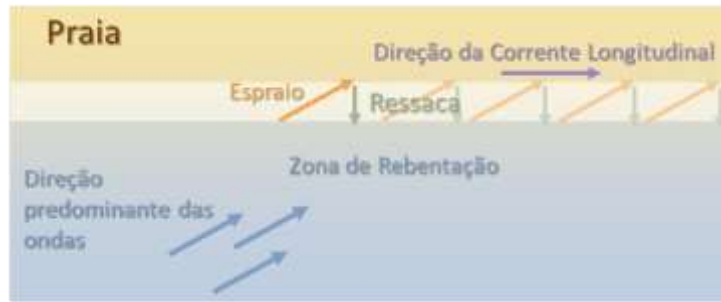 Praia
Direção da Corrente Longitudinal
Espraio
Ressaca
Zona de Rebentação
Direção
predominante das
ondas